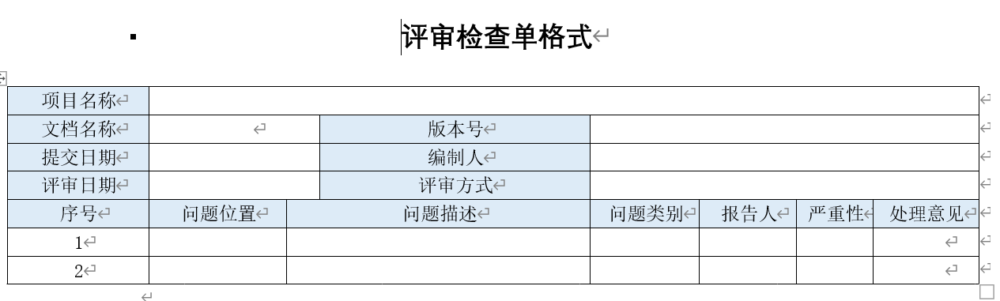 评审检查单格式
项目名称
文档名称 版本号
提交日期 编制人
评审日期 评审方式
序号 问题位置 问题描述 问题类别 报告人 严重性 处理意见
1
2